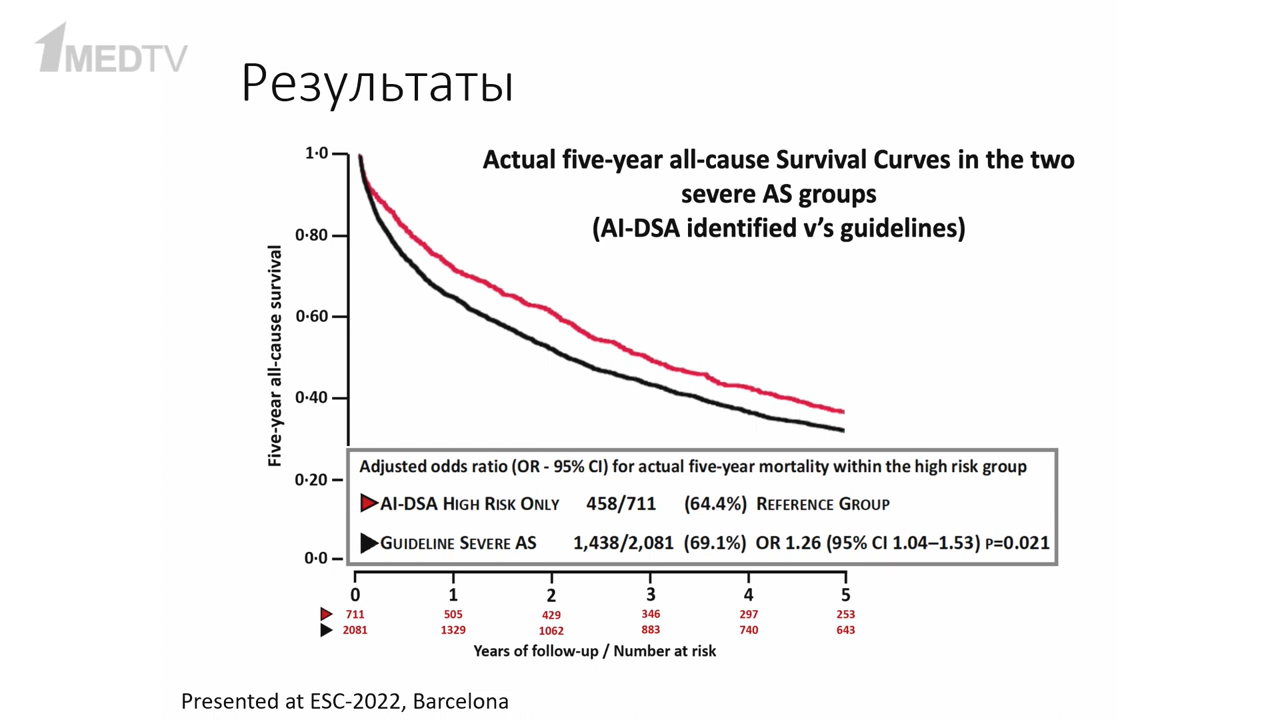 1MEDTV
Результаты
Actual five-year all-cause Survival Curves in the two
severe AS groups
(AI-DSA identified v’s guidelines)
Five-year all-cause survival
1·0
0·80
0·60
0·40
0·20
0·0
Adjusted odds ratio (OR - 95% CI) for actual five-year mortality within the high risk group
AI-DSA HIGH RISK ONLY 458/711 (64.4%) REFERENCE GROUP
GUIDELINE SEVERE AS 1,438/2,081 (69.1%) OR 1.26 (95% CI 1.04–1.53) P=0.021
0 1 2 3 4 5
711 505 429 346 297 253
2081 1329 1062 883 740 643
Years of follow-up / Number at risk
Presented at ESC-2022, Barcelona